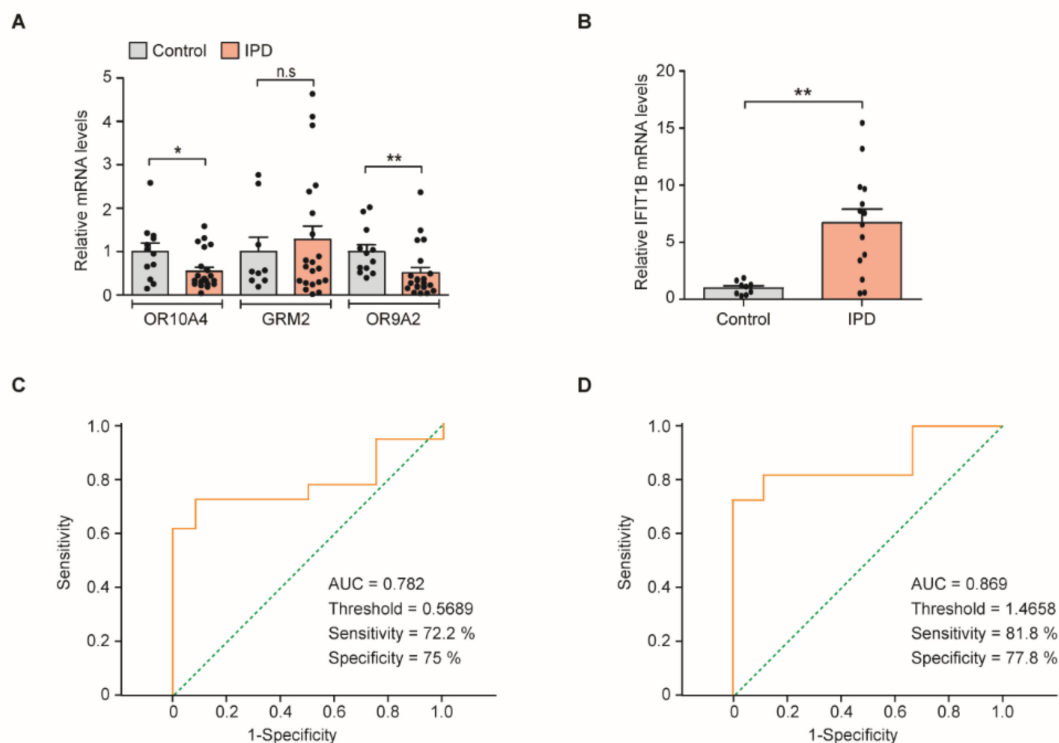 A
Control
IPD
n.s
*
**
Relative mRNA levels
5
4
3
2
1
0
OR10A4
GRM2
OR9A2
B
**
Relative IFIT1B mRNA levels
20
15
10
5
0
Control
IPD
C
Sensitivity
1.0
0.8
0.6
0.4
0.2
0
AUC = 0.782
Threshold = 0.5689
Sensitivity = 72.2 %
Specificity = 75 %
0 0.2 0.4 0.6 0.8 1.0
1-Specificity
D
Sensitivity
1.0
0.8
0.6
0.4
0.2
0
AUC = 0.869
Threshold = 1.4658
Sensitivity = 81.8 %
Specificity = 77.8 %
0 0.2 0.4 0.6 0.8 1.0
1-Specificity